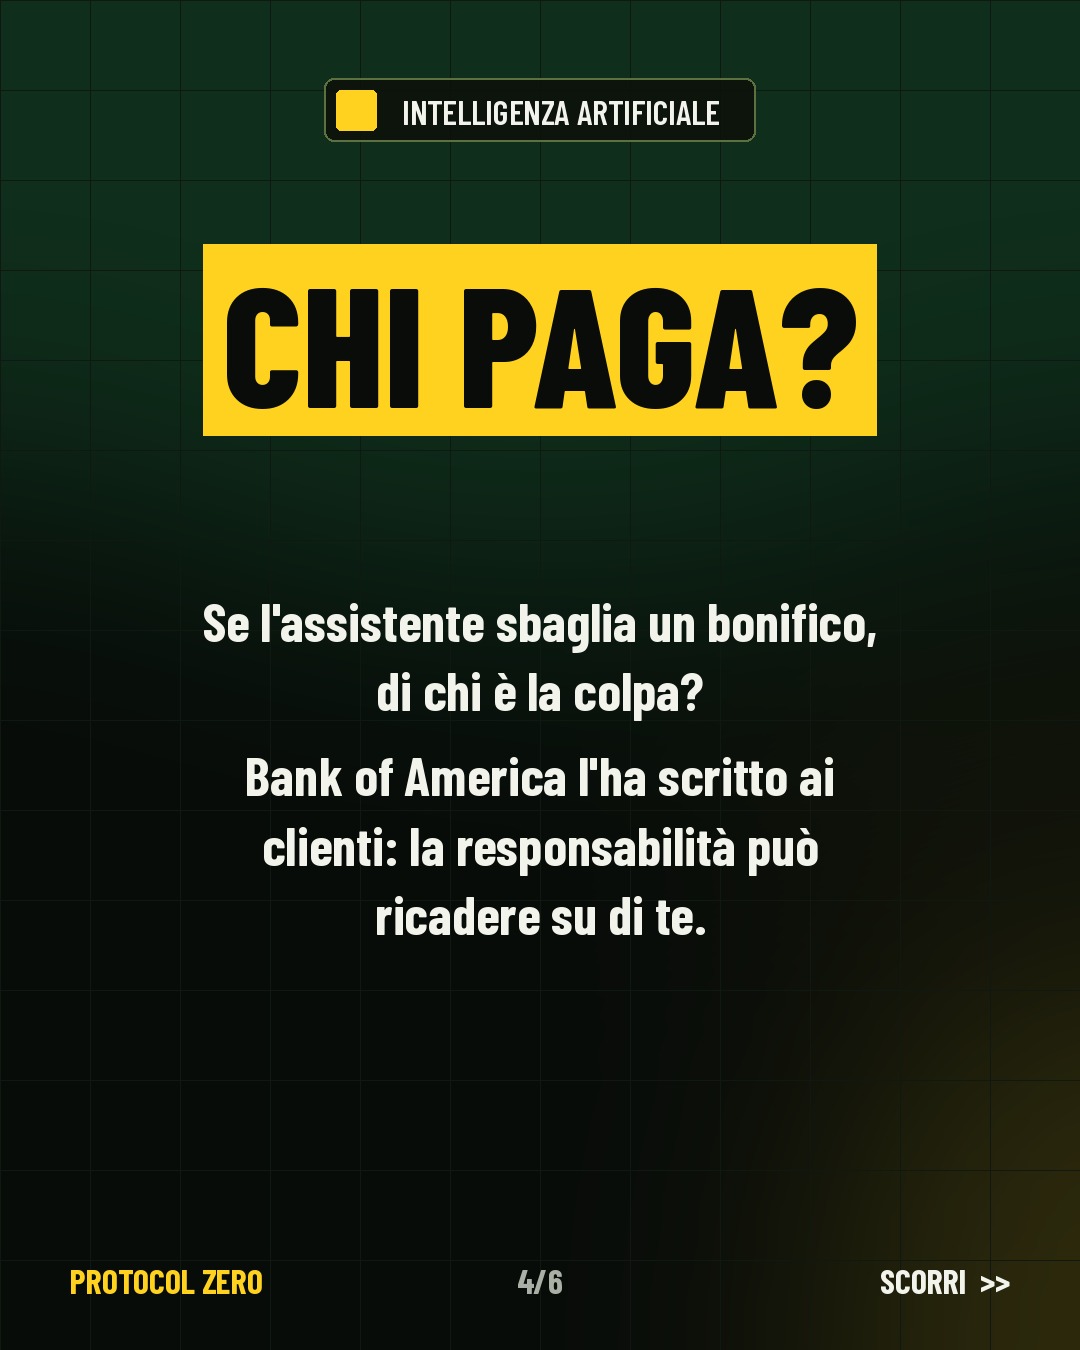 INTELLIGENZA ARTIFICIALE
CHI PAGA?
Se l'assistente sbaglia un bonifico,
di chi è la colpa?
Bank of America l'ha scritto ai
clienti: la responsabilità può
ricadere su di te.
PROTOCOL ZERO
4/6
SCORRI >>